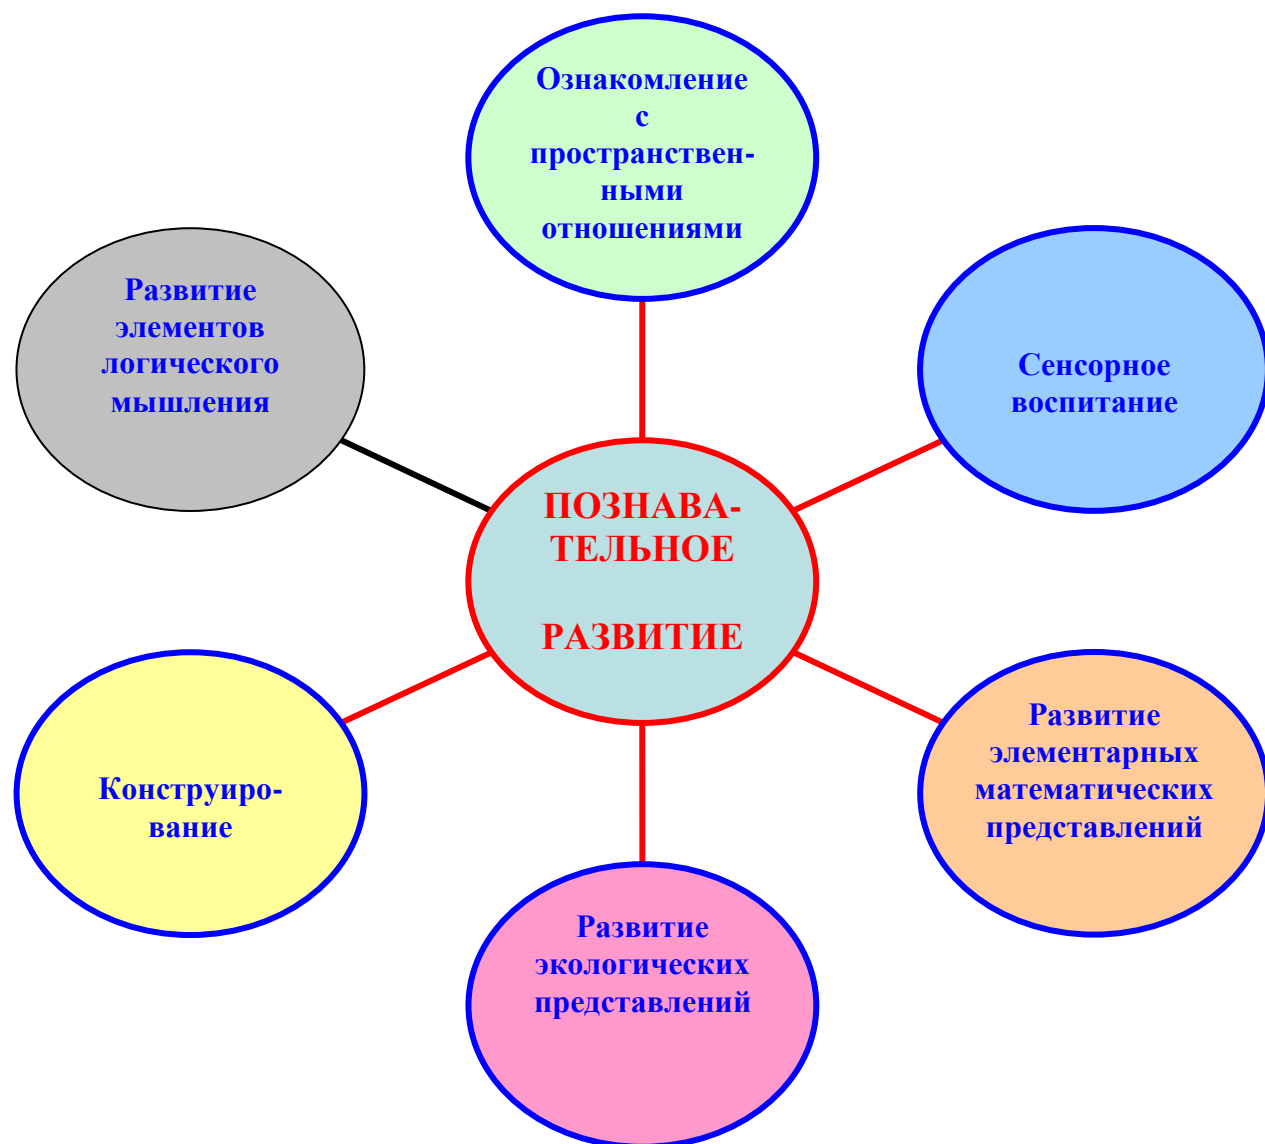 Ознакомление
с
пространствен-
ными
отношениями
Развитие
элементов
логического
мышления
Сенсорное
воспитание
ПОЗНАВА-
ТЕЛЬНОЕ
РАЗВИТИЕ
Конструиро-
вание
Развитие
элементарных
математических
представлений
Развитие
экологических
представлений